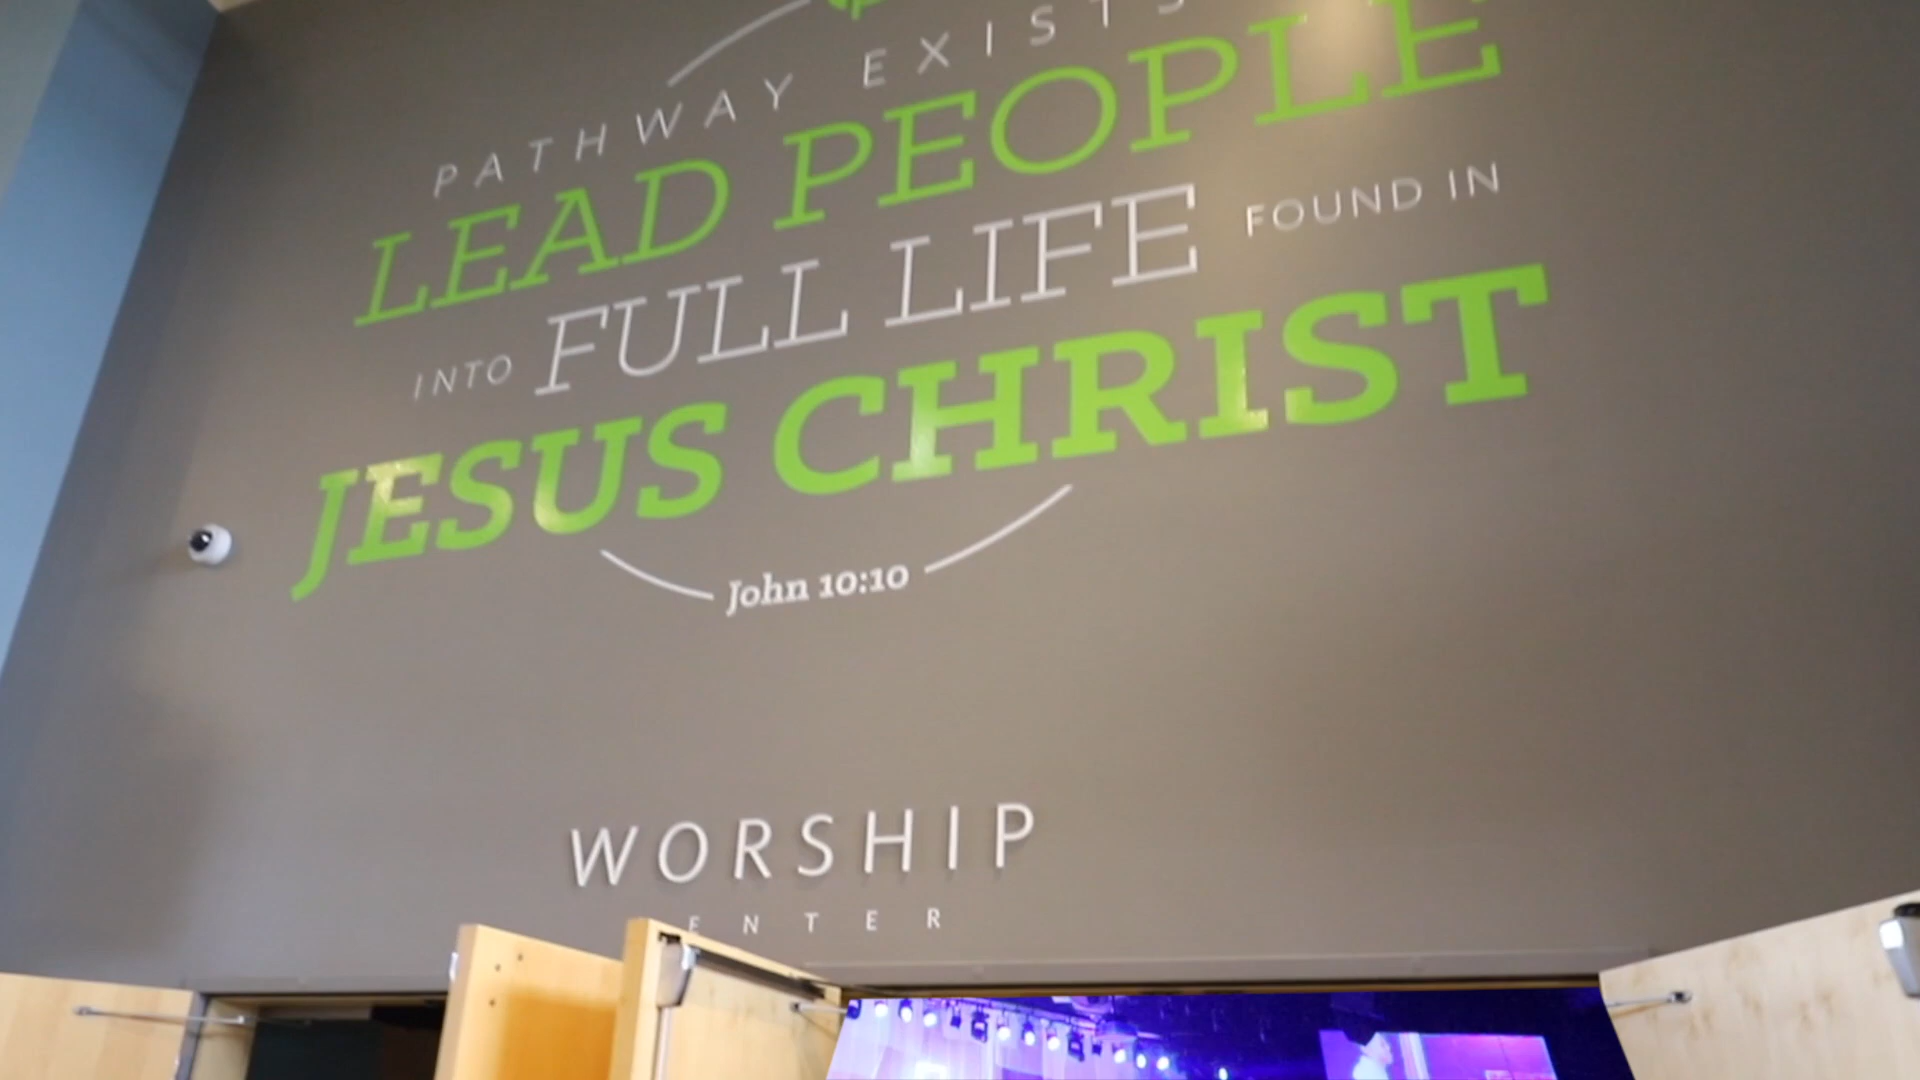 PATHWAY EXISTS
LEAD PEOPLE
INTO FULL LIFE FOUND IN
JESUS CHRIST
John 10:10
WORSHIP
ENTER